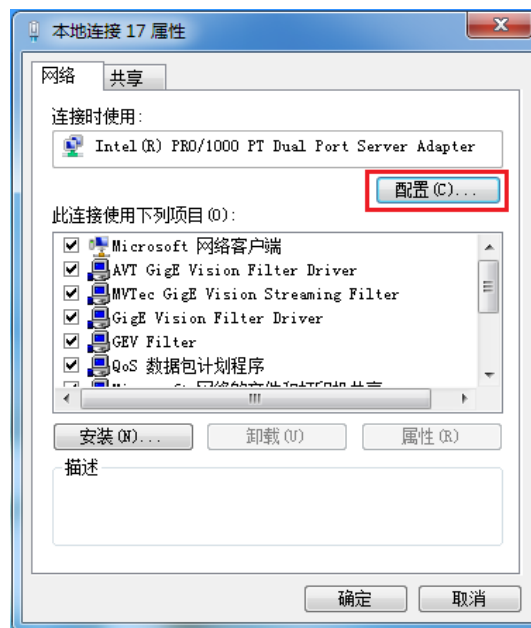 本地连接 17 属性
网络 共享
连接时使用:
Intel(R) PRO/1000 PT Dual Port Server Adapter
配置(C)...
此连接使用下列项目(O):
Microsoft 网络客户端
AVT GigE Vision Filter Driver
MVTec GigE Vision Streaming Filter
GigE Vision Filter Driver
GEV Filter
QoS 数据包计划程序
安装(N)... 卸载(U) 属性(R)
描述
确定 取消